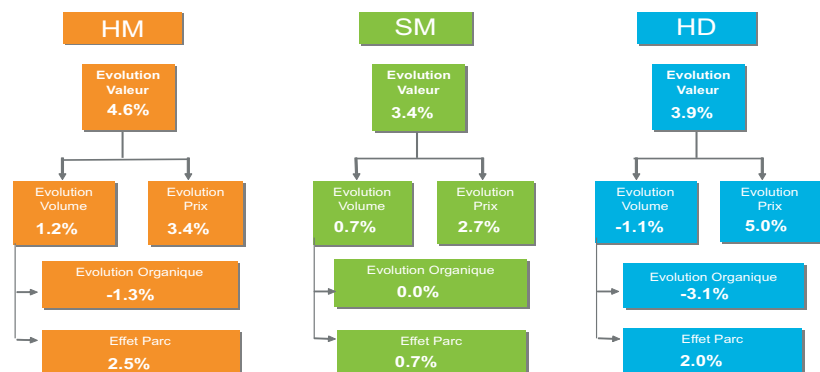 HM
Evolution
Valeur
4.6%
Evolution
Volume
1.2%
Evolution
Prix
3.4%
Evolution Organique
-1.3%
Effet Parc
2.5%
SM
Evolution
Valeur
3.4%
Evolution
Volume
0.7%
Evolution
Prix
2.7%
Evolution Organique
0.0%
Effet Parc
0.7%
HD
Evolution
Valeur
3.9%
Evolution
Volume
-1.1%
Evolution
Prix
5.0%
Evolution Organique
-3.1%
Effet Parc
2.0%